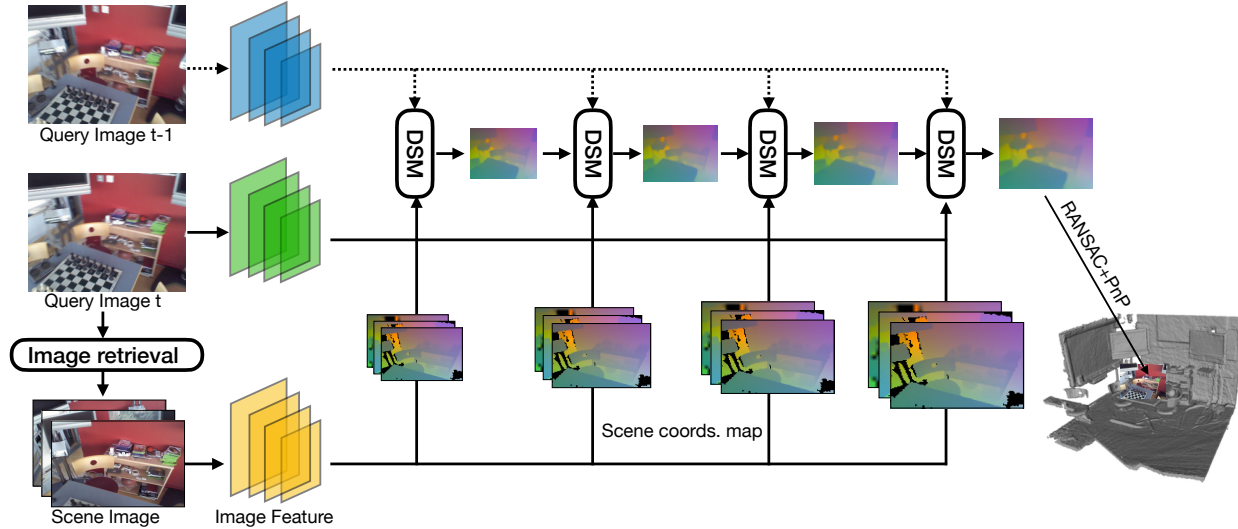 Query Image t-1
DSM
DSM
DSM
DSM
Query Image t
RANSAC+PnP
Image retrieval
Scene coords. map
Scene Image
Image Feature